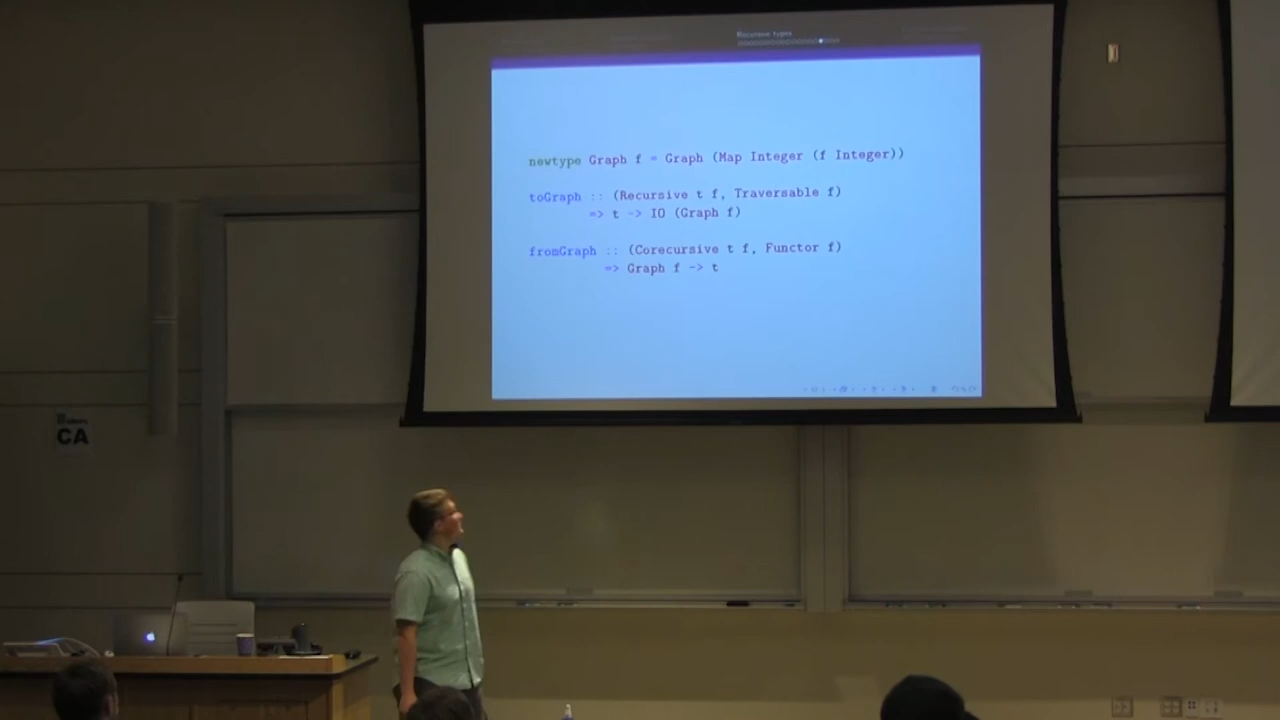 Recursive types
newtype Graph f = Graph (Map Integer (f Integer))
toGraph :: (Recursive t f, Traversable f)
=> t -> IO (Graph f)
fromGraph :: (Corecursive t f, Functor f)
=> Graph f -> t
CA